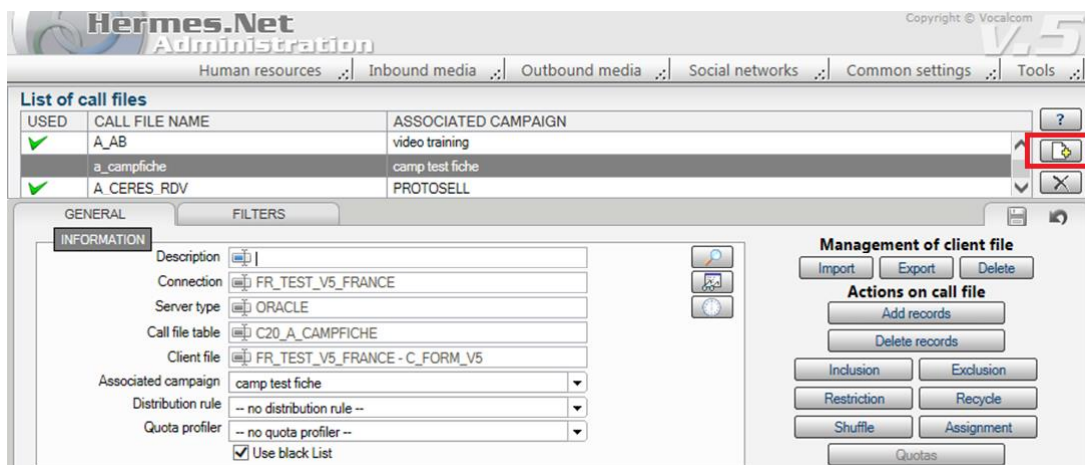 Hermes.Net
Administration
Copyright © Vocalcom
V.5
Human resources Inbound media Outbound media Social networks Common settings Tools
List of call files
USED CALL FILE NAME ASSOCIATED CAMPAIGN
?
A_AB video training
a_campfiche camp test fiche
A_CERES_RDV PROTOSELL
GENERAL FILTERS
INFORMATION
Description
Connection FR_TEST_V5_FRANCE
Server type ORACLE
Call file table C20_A_CAMPFICHE
Client file FR_TEST_V5_FRANCE - C_FORM_V5
Associated campaign camp test fiche
Distribution rule -- no distribution rule --
Quota profiler -- no quota profiler --
Use black List
Management of client file
Import Export Delete
Actions on call file
Add records
Delete records
Inclusion Exclusion
Restriction Recycle
Shuffle Assignment
Quotas